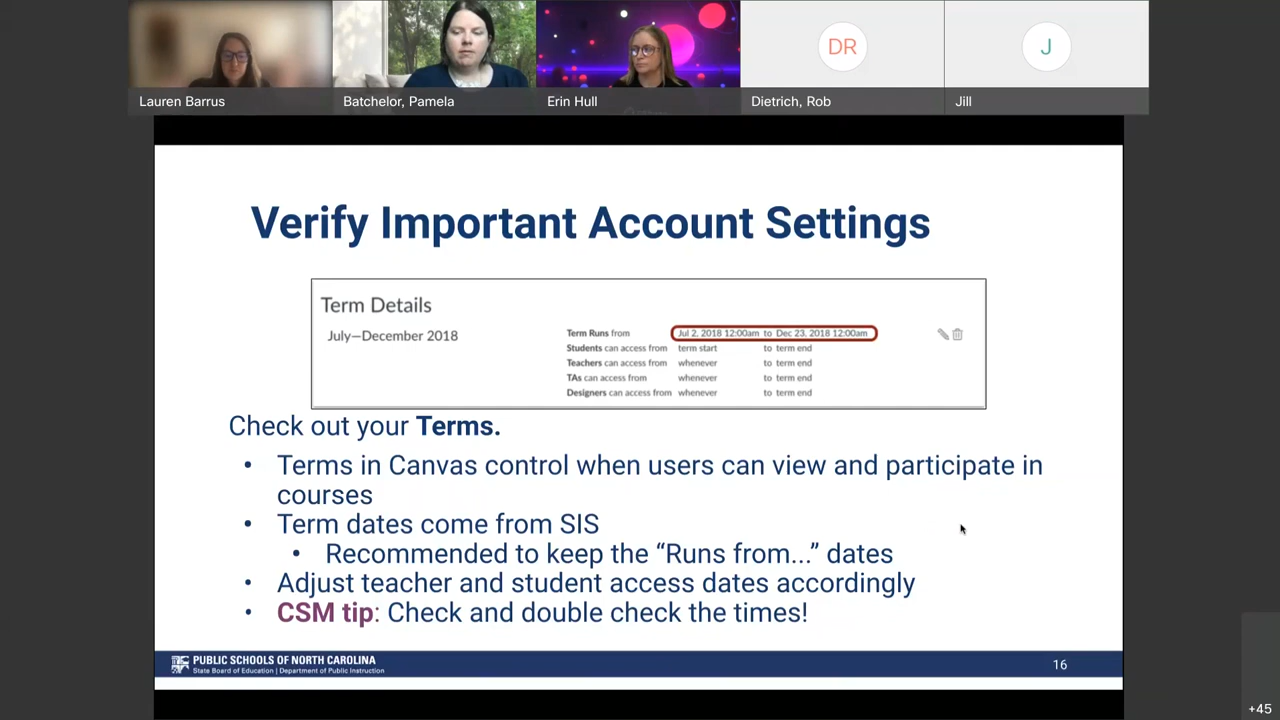 DR
J
Lauren Barrus
Batchelor, Pamela
Erin Hull
Dietrich, Rob
Jill
Verify Important Account Settings
Term Details
July—December 2018
Term Runs from Jul 2, 2018 12:00am to Dec 23, 2018 12:00am
Students can access from term start to term end
Teachers can access from whenever to term end
TAs can access from whenever to term end
Designers can access from whenever to term end
Check out your Terms.
• Terms in Canvas control when users can view and participate in
courses
• Term dates come from SIS
• Recommended to keep the “Runs from...” dates
• Adjust teacher and student access dates accordingly
• CSM tip: Check and double check the times!
PUBLIC SCHOOLS OF NORTH CAROLINA
State Board of Education | Department of Public Instruction
16
+45